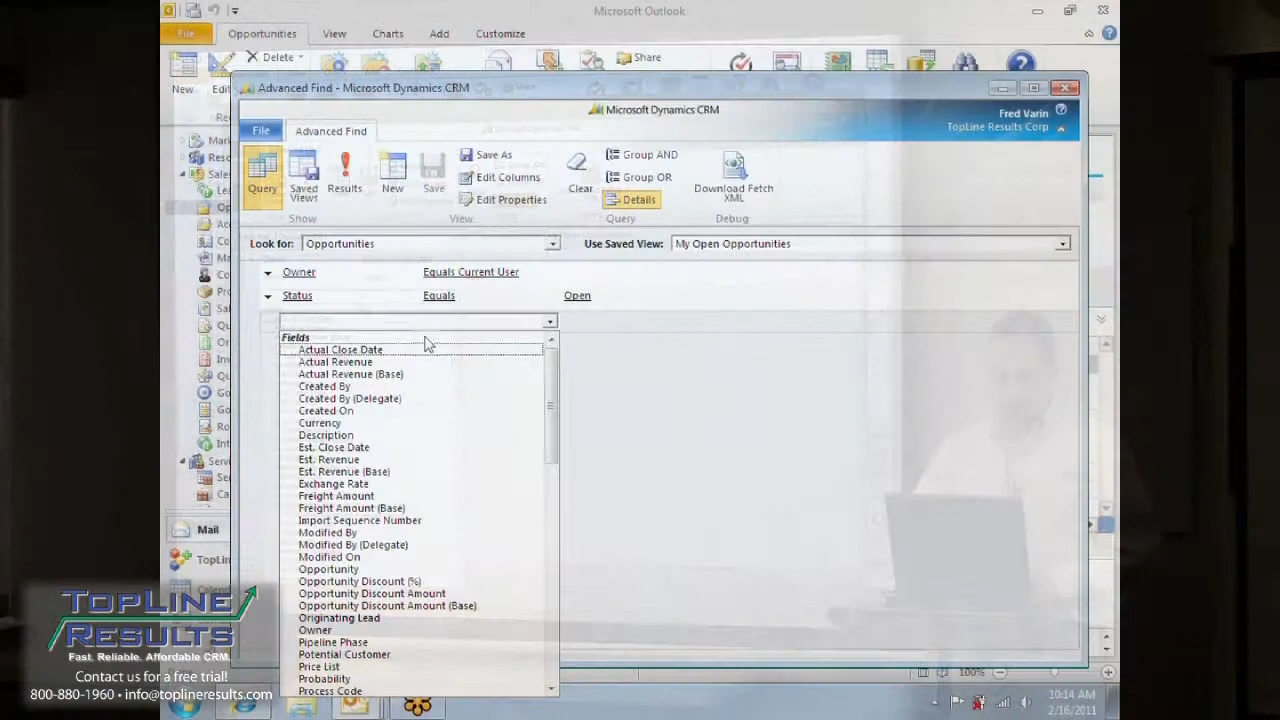 Microsoft Outlook
File
Opportunities
View
Charts
Add
Customize
Delete
Share
New
Advanced Find - Microsoft Dynamics CRM
Microsoft Dynamics CRM
Fred Varin
TopLine Results Corp
File
Advanced Find
Query
Saved Views
Results
New
Save
Save As
Edit Columns
Edit Properties
Clear
Group AND
Group OR
Details
Download Fetch XML
Show
View
Query
Debug
Look for:
Opportunities
Use Saved View:
My Open Opportunities
Owner
Equals Current User
Status
Equals
Open
Fields
Actual Close Date
Actual Revenue
Actual Revenue (Base)
Created By
Created By (Delegate)
Created On
Currency
Description
Est. Close Date
Est. Revenue
Est. Revenue (Base)
Exchange Rate
Freight Amount
Freight Amount (Base)
Import Sequence Number
Modified By
Modified By (Delegate)
Modified On
Opportunity
Opportunity Discount (%)
Opportunity Discount Amount
Opportunity Discount Amount (Base)
Originating Lead
Owner
Pipeline Phase
Potential Customer
Price List
Probability
Process Code
Mail
TopLin
TOPLINE
RESULTS
Fast. Reliable. Affordable CRM.
Contact us for a free trial!
800-880-1960 • info@toplineresults.com
100%
10:14 AM
2/16/2011